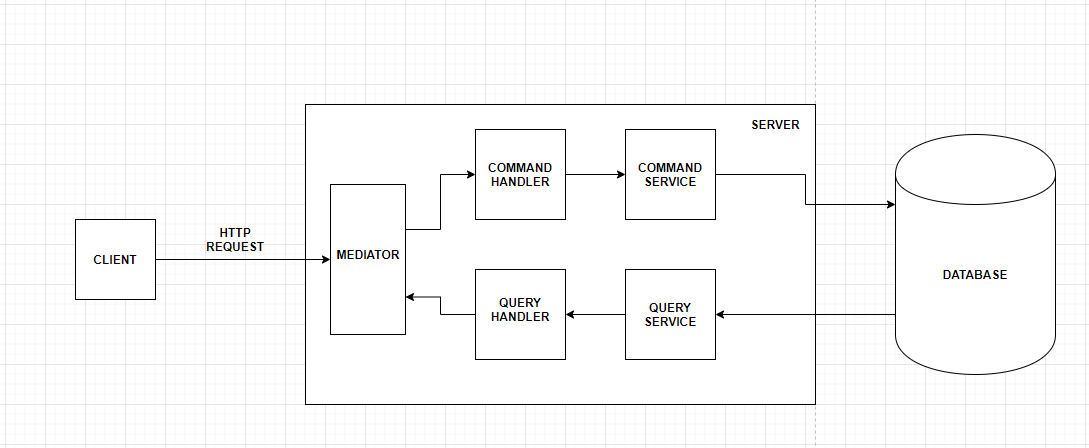 SERVER
COMMAND
HANDLER
COMMAND
SERVICE
HTTP
REQUEST
CLIENT
MEDIATOR
DATABASE
QUERY
HANDLER
QUERY
SERVICE